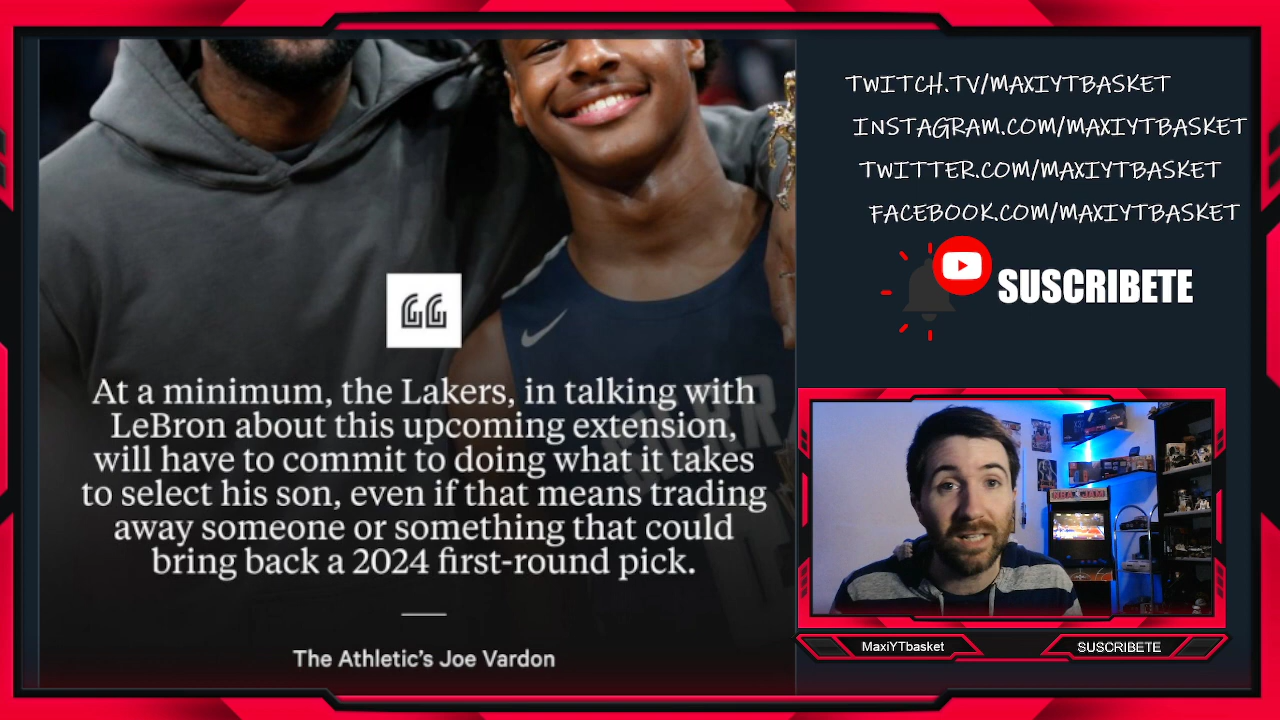 TWITCH.TV/MAXIYTBASKET
INSTAGRAM.COM/MAXIYTBASKET
TWITTER.COM/MAXIYTBASKET
FACEBOOK.COM/MAXIYTBASKET
SUSCRIBETE
At a minimum, the Lakers, in talking with
LeBron about this upcoming extension,
will have to commit to doing what it takes
to select his son, even if that means trading
away someone or something that could
bring back a 2024 first-round pick.
The Athletic's Joe Vardon
NBA JAM
MaxiYTbasket
SUSCRIBETE